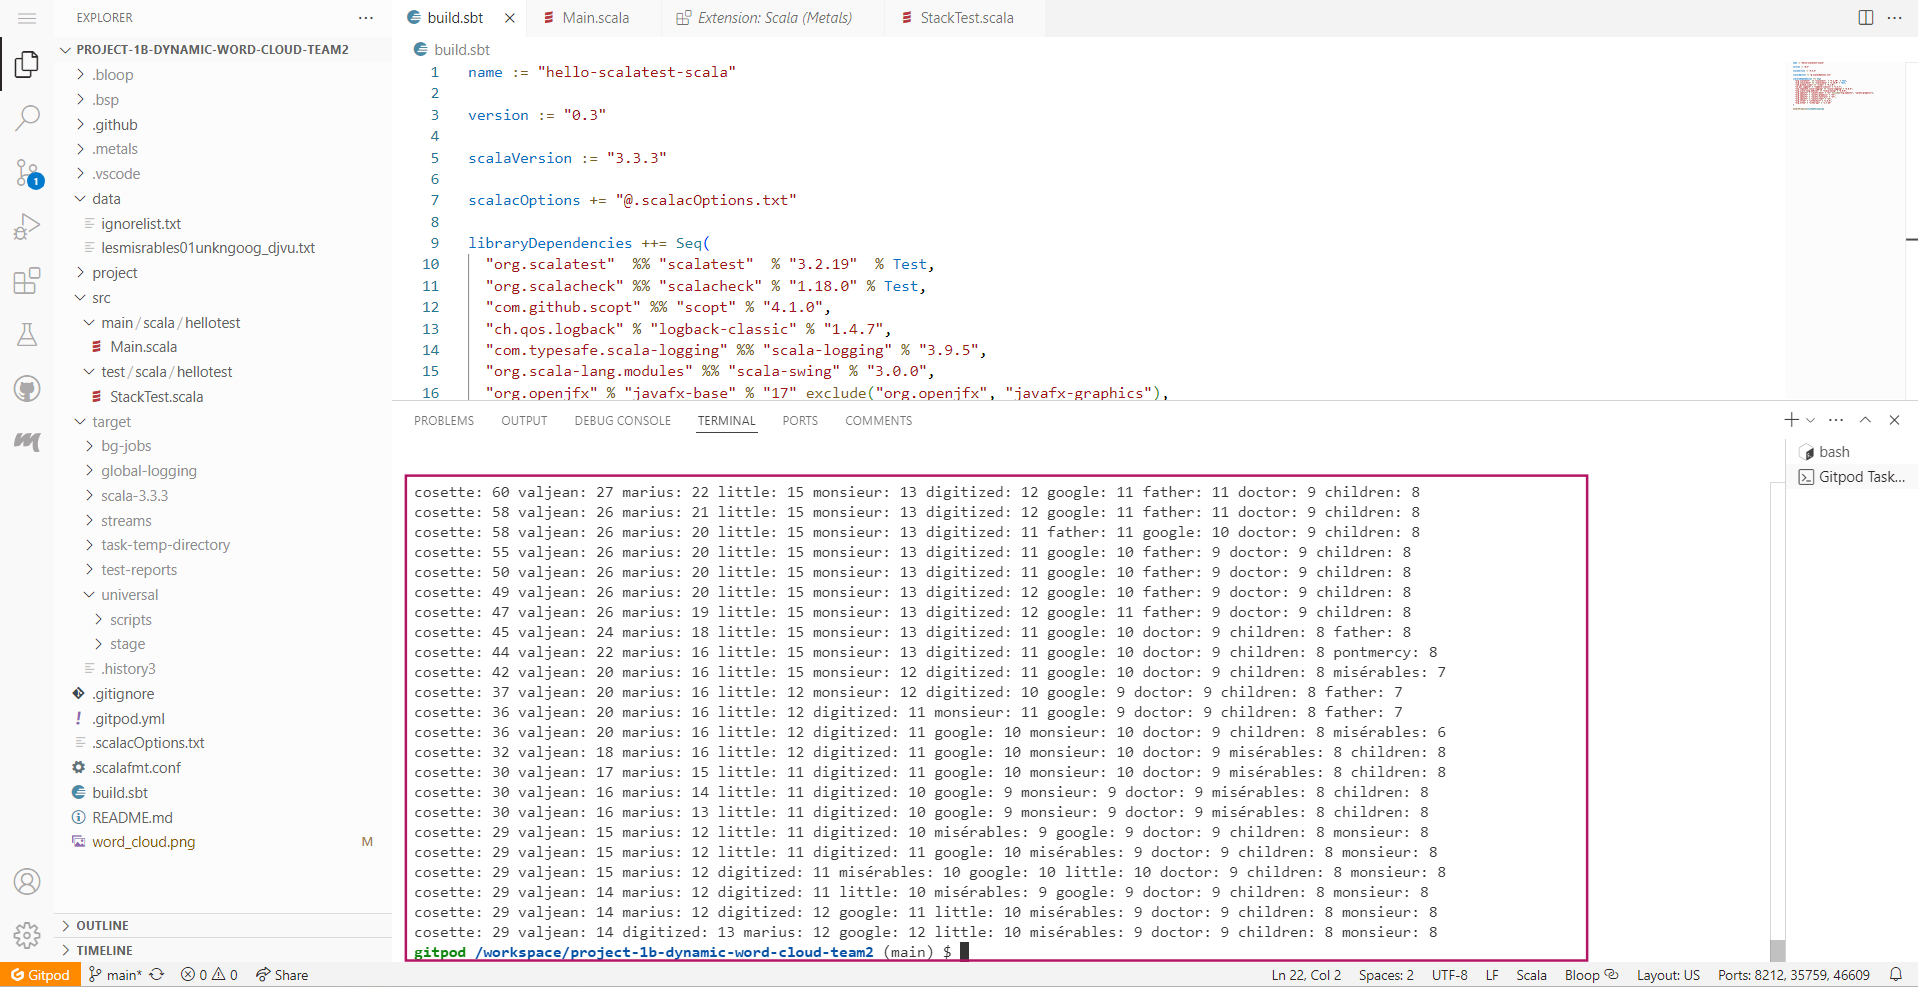 EXPLORER
PROJECT-1B-DYNAMIC-WORD-CLOUD-TEAM2
.bloop
.bsp
.github
.metals
.vscode
data
ignorelist.txt
lesmisrables01unkngoog_djvu.txt
project
src
main/scala/hellotest
Main.scala
test/scala/hellotest
StackTest.scala
target
bg-jobs
global-logging
scala-3.3.3
streams
task-temp-directory
test-reports
universal
scripts
stage
.history3
.gitignore
.gitpod.yml
.scalacOptions.txt
.scalafmt.conf
build.sbt
README.md
word_cloud.png M
OUTLINE
TIMELINE
1
build.sbt Main.scala Extension: Scala (Metals) StackTest.scala
build.sbt
1 name := "hello-scalatest-scala"
2
3 version := "0.3"
4
5 scalaVersion := "3.3.3"
6
7 scalacOptions += "@.scalacOptions.txt"
8
9 libraryDependencies ++= Seq(
10 "org.scalatest" %% "scalatest" % "3.2.19" % Test,
11 "org.scalacheck" %% "scalacheck" % "1.18.0" % Test,
12 "com.github.scopt" %% "scopt" % "4.1.0",
13 "ch.qos.logback" % "logback-classic" % "1.4.7",
14 "com.typesafe.scala-logging" %% "scala-logging" % "3.9.5",
15 "org.scala-lang.modules" %% "scala-swing" % "3.0.0",
16 "org.openjfx" % "javafx-base" % "17" exclude("org.openjfx", "javafx-graphics"),
PROBLEMS OUTPUT DEBUG CONSOLE TERMINAL PORTS COMMENTS
bash
Gitpod Task...
cosette: 60 valjean: 27 marius: 22 little: 15 monsieur: 13 digitized: 12 google: 11 father: 11 doctor: 9 children: 8
cosette: 58 valjean: 26 marius: 21 little: 15 monsieur: 13 digitized: 12 google: 11 father: 11 doctor: 9 children: 8
cosette: 58 valjean: 26 marius: 20 little: 15 monsieur: 13 digitized: 11 father: 11 google: 10 doctor: 9 children: 8
cosette: 55 valjean: 26 marius: 20 little: 15 monsieur: 13 digitized: 11 google: 10 father: 9 doctor: 9 children: 8
cosette: 50 valjean: 26 marius: 20 little: 15 monsieur: 13 digitized: 11 google: 10 father: 9 doctor: 9 children: 8
cosette: 49 valjean: 26 marius: 20 little: 15 monsieur: 13 digitized: 12 google: 10 father: 9 doctor: 9 children: 8
cosette: 47 valjean: 26 marius: 19 little: 15 monsieur: 13 digitized: 12 google: 11 father: 9 doctor: 9 children: 8
cosette: 45 valjean: 24 marius: 18 little: 15 monsieur: 13 digitized: 11 google: 10 doctor: 9 children: 8 father: 8
cosette: 44 valjean: 22 marius: 16 little: 15 monsieur: 13 digitized: 11 google: 10 doctor: 9 children: 8 pontmercy: 8
cosette: 42 valjean: 20 marius: 16 little: 15 monsieur: 12 digitized: 11 google: 10 doctor: 9 children: 8 misérables: 7
cosette: 37 valjean: 20 marius: 16 little: 12 monsieur: 12 digitized: 10 google: 9 doctor: 9 children: 8 father: 7
cosette: 36 valjean: 20 marius: 16 little: 12 digitized: 11 monsieur: 11 google: 9 doctor: 9 children: 8 father: 7
cosette: 36 valjean: 20 marius: 16 little: 12 digitized: 11 google: 10 monsieur: 10 doctor: 9 children: 8 misérables: 6
cosette: 32 valjean: 18 marius: 16 little: 12 digitized: 11 google: 10 monsieur: 10 doctor: 9 misérables: 8 children: 8
cosette: 30 valjean: 17 marius: 15 little: 11 digitized: 11 google: 10 monsieur: 10 doctor: 9 misérables: 8 children: 8
cosette: 30 valjean: 16 marius: 14 little: 11 digitized: 10 google: 9 monsieur: 9 doctor: 9 misérables: 8 children: 8
cosette: 30 valjean: 16 marius: 13 little: 11 digitized: 10 google: 9 monsieur: 9 doctor: 9 misérables: 8 children: 8
cosette: 29 valjean: 15 marius: 12 little: 11 digitized: 10 misérables: 9 google: 9 doctor: 9 children: 8 monsieur: 8
cosette: 29 valjean: 15 marius: 12 little: 11 digitized: 11 google: 10 misérables: 9 doctor: 9 children: 8 monsieur: 8
cosette: 29 valjean: 15 marius: 12 digitized: 11 misérables: 10 google: 10 little: 10 doctor: 9 children: 8 monsieur: 8
cosette: 29 valjean: 14 marius: 12 digitized: 11 little: 10 misérables: 9 google: 9 doctor: 9 children: 8 monsieur: 8
cosette: 29 valjean: 14 marius: 12 digitized: 12 google: 11 little: 10 misérables: 9 doctor: 9 children: 8 monsieur: 8
cosette: 29 valjean: 14 digitized: 13 marius: 12 google: 12 little: 10 misérables: 9 doctor: 9 children: 8 monsieur: 8
gitpod /workspace/project-1b-dynamic-word-cloud-team2 (main) $
Gitpod main* 0 0 Share Ln 22, Col 2 Spaces: 2 UTF-8 LF Scala Bloop Layout: US Ports: 8212, 35759, 46609